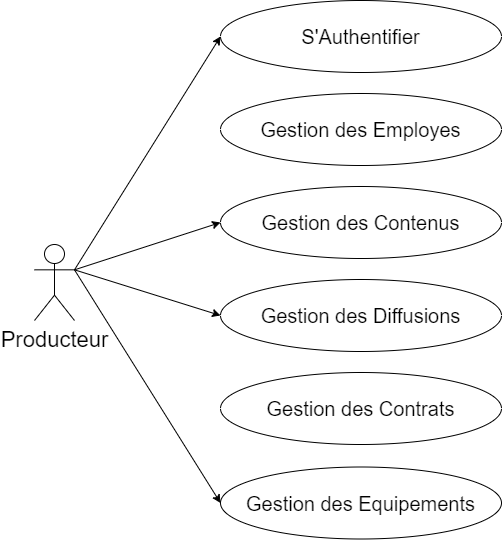 S'Authentifier
Gestion des Employes
Gestion des Contenus
Producteur
Gestion des Diffusions
Gestion des Contrats
Gestion des Equipements